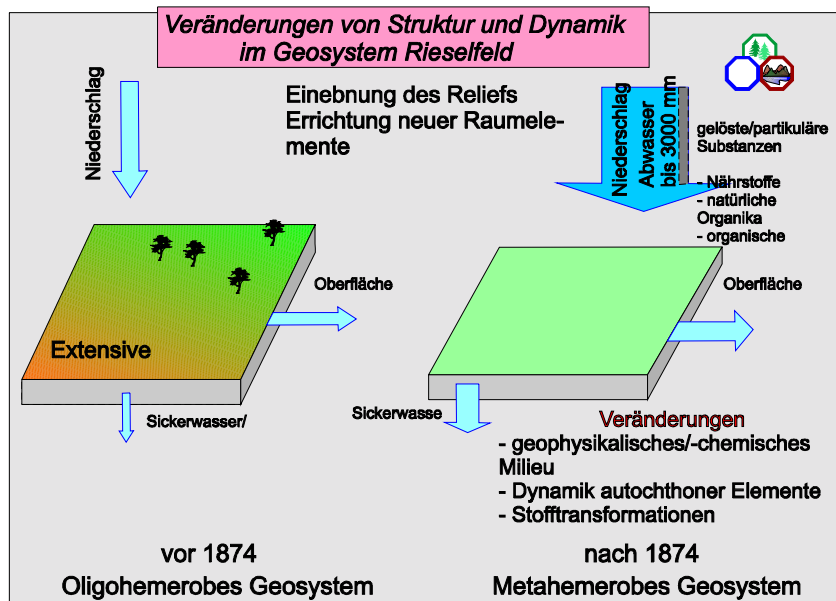 Veränderungen von Struktur und Dynamik
im Geosystem Rieselfeld
Niederschlag
Einebnung des Reliefs
Errichtung neuer Raumele-
mente
Niederschlag
Abwasser
bis 3000 mm
gelöste/partikuläre
Substanzen
- Nährstoffe
- natürliche
Organika
- organische
Extensive
Oberfläche
Sickerwasser/
Oberfläche
Sickerwasse
Veränderungen
- geophysikalisches/-chemisches
Milieu
- Dynamik autochthoner Elemente
- Stofftransformationen
vor 1874
Oligohemerobes Geosystem
nach 1874
Metahemerobes Geosystem